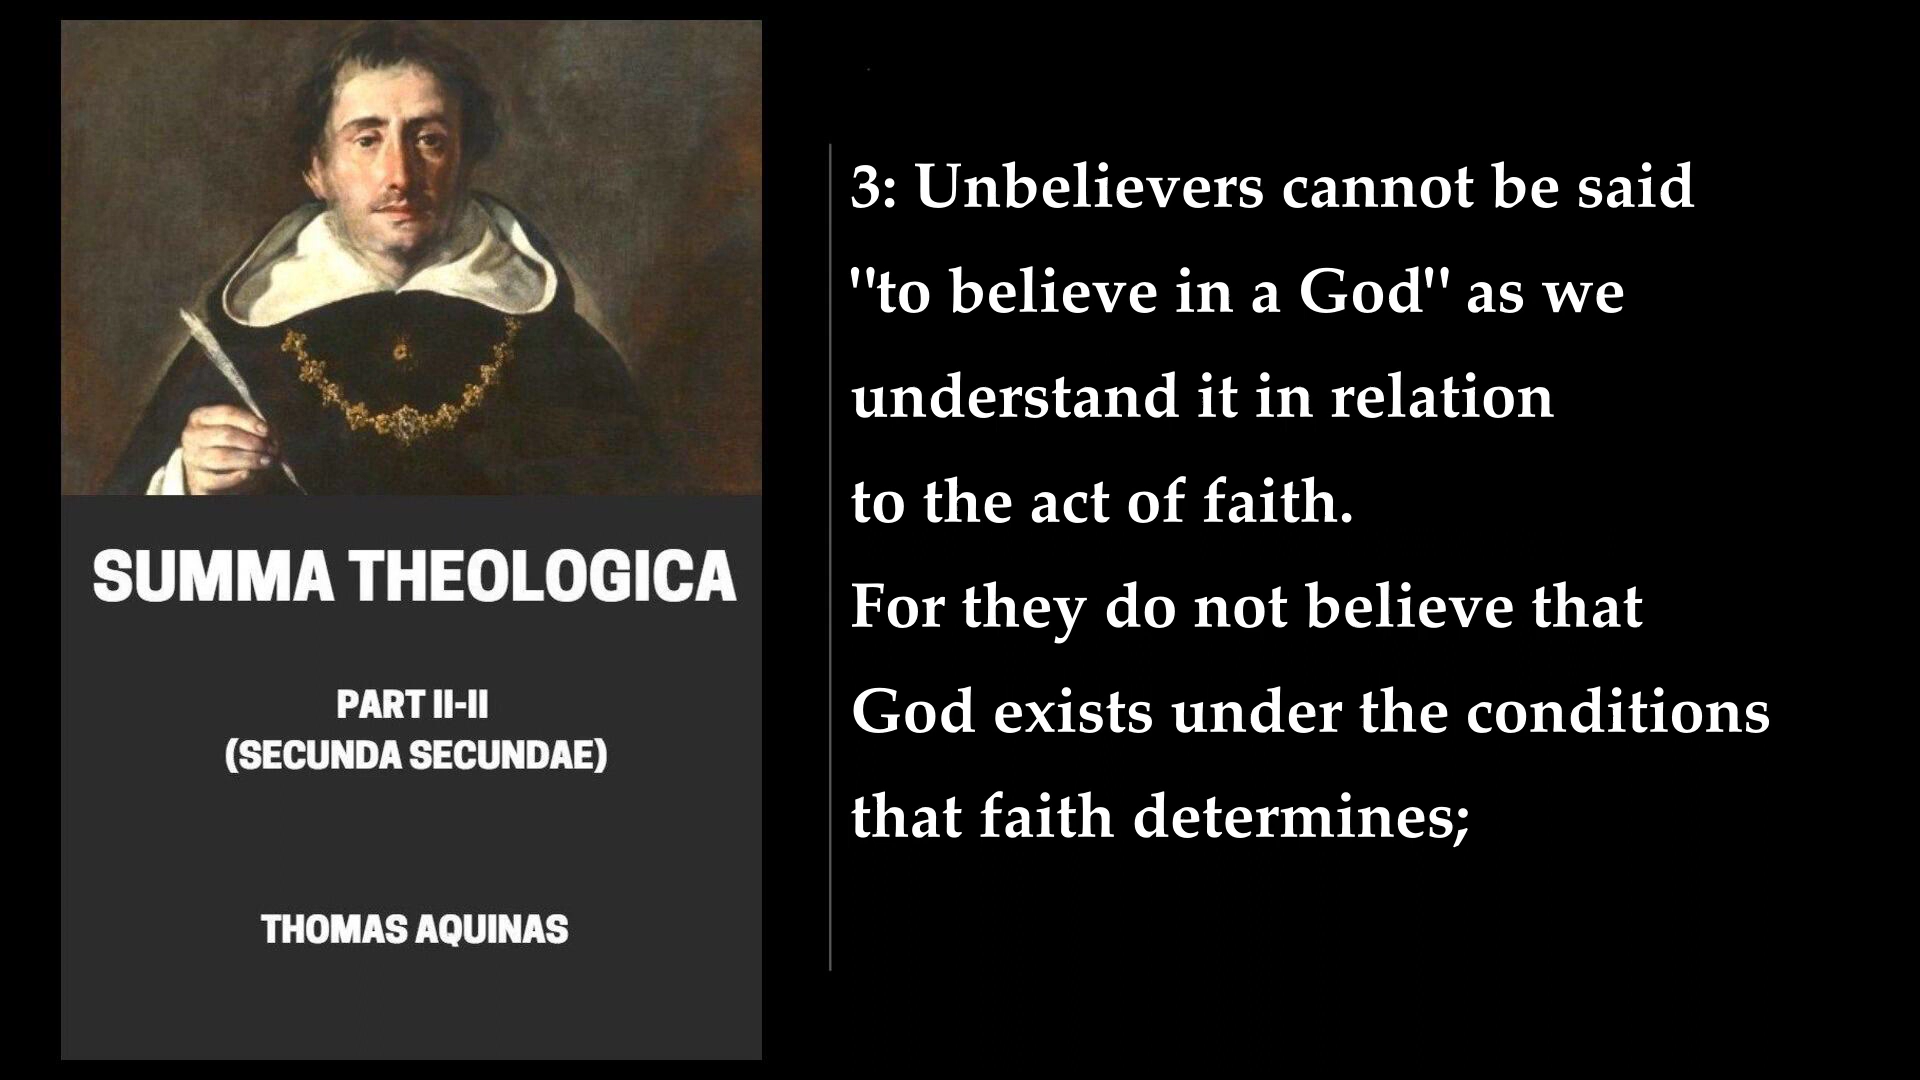 SUMMA THEOLOGICA
PART II-II
(SECUNDA SECUNDAE)
THOMAS AQUINAS
3: Unbelievers cannot be said
"to believe in a God" as we
understand it in relation
to the act of faith.
For they do not believe that
God exists under the conditions
that faith determines;